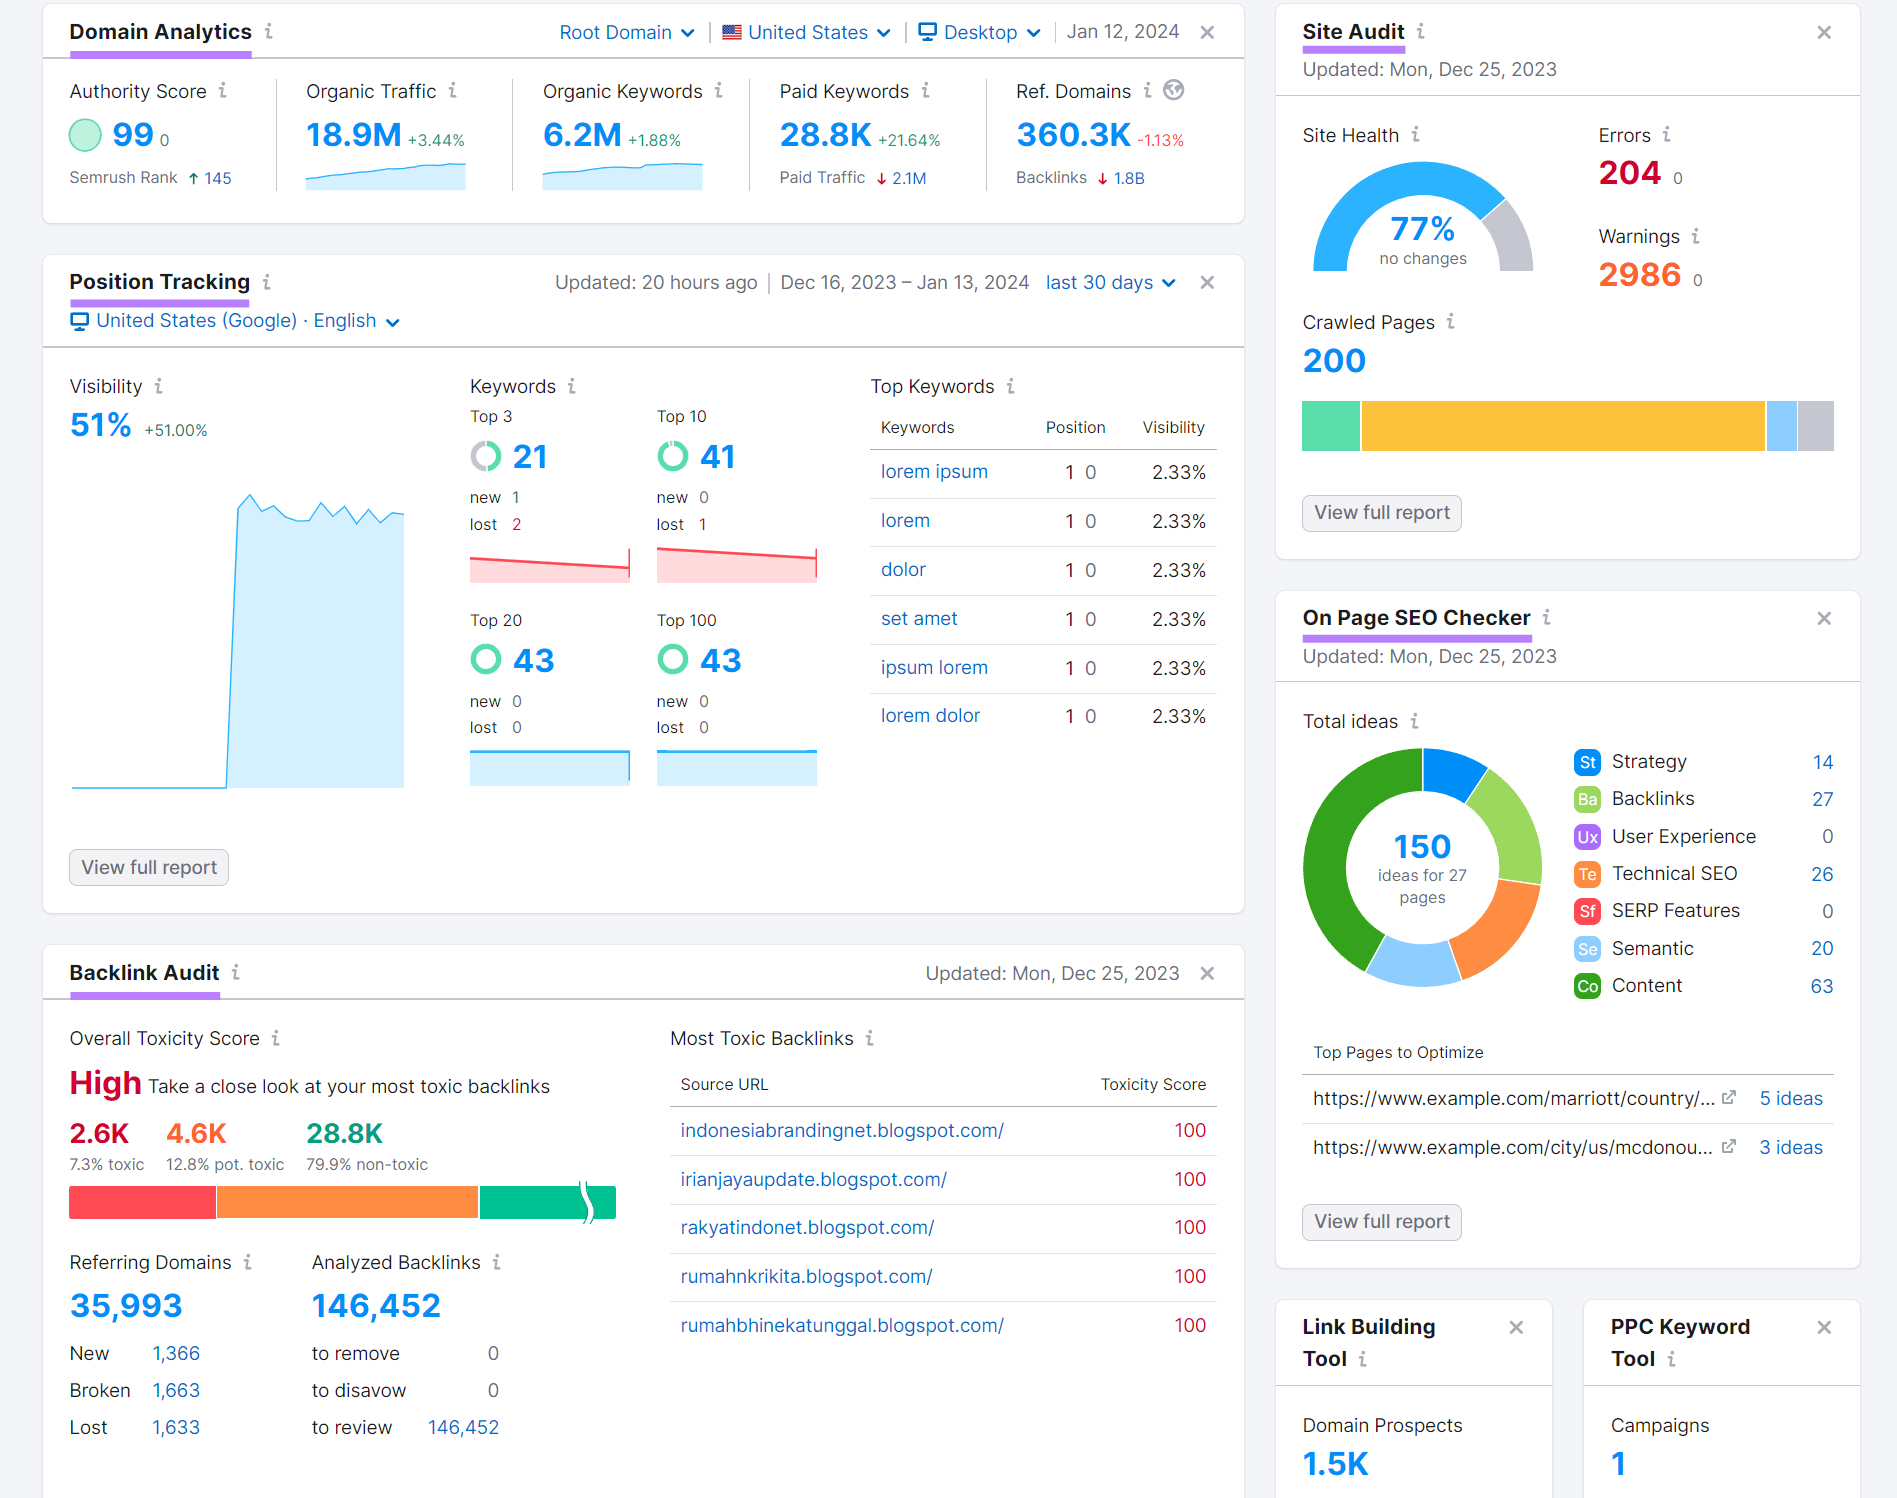 Domain Analytics i Root Domain United States Desktop Jan 12, 2024 ×
Authority Score i
99 0
Semrush Rank ↑ 145
Organic Traffic i
18.9M +3.44%
Organic Keywords i
6.2M +1.88%
Paid Keywords i
28.8K +21.64%
Paid Traffic ↓ 2.1M
Ref. Domains i
360.3K -1.13%
Backlinks ↓ 1.8B
Position Tracking i Updated: 20 hours ago Dec 16, 2023 – Jan 13, 2024 last 30 days ×
United States (Google) · English
Visibility i
51% +51.00%
Keywords i
Top 3
21
new 1
lost 2
Top 10
41
new 0
lost 1
Top 20
43
new 0
lost 0
Top 100
43
new 0
lost 0
Top Keywords i
Keywords Position Visibility
lorem ipsum 1 0 2.33%
lorem 1 0 2.33%
dolor 1 0 2.33%
set amet 1 0 2.33%
ipsum lorem 1 0 2.33%
lorem dolor 1 0 2.33%
View full report
Backlink Audit i Updated: Mon, Dec 25, 2023 ×
Overall Toxicity Score i
High Take a close look at your most toxic backlinks
2.6K 4.6K 28.8K
7.3% toxic 12.8% pot. toxic 79.9% non-toxic
Referring Domains i
35,993
New 1,366
Broken 1,663
Lost 1,633
Analyzed Backlinks i
146,452
to remove 0
to disavow 0
to review 146,452
Most Toxic Backlinks i
Source URL Toxicity Score
indonesiabrandingnet.blogspot.com/ 100
irianjayaupdate.blogspot.com/ 100
rakyatindonet.blogspot.com/ 100
rumahnkrikita.blogspot.com/ 100
rumahbhinekatunggal.blogspot.com/ 100
Site Audit i ×
Updated: Mon, Dec 25, 2023
Site Health i
77%
no changes
Errors i
204 0
Warnings i
2986 0
Crawled Pages i
200
View full report
On Page SEO Checker i ×
Updated: Mon, Dec 25, 2023
Total ideas i
150
ideas for 27
pages
St Strategy 14
Ba Backlinks 27
Ux User Experience 0
Te Technical SEO 26
Sf SERP Features 0
Se Semantic 20
Co Content 63
Top Pages to Optimize
https://www.example.com/marriott/country/... 5 ideas
https://www.example.com/city/us/mcdonou... 3 ideas
View full report
Link Building ×
Tool i
Domain Prospects
1.5K
PPC Keyword ×
Tool i
Campaigns
1